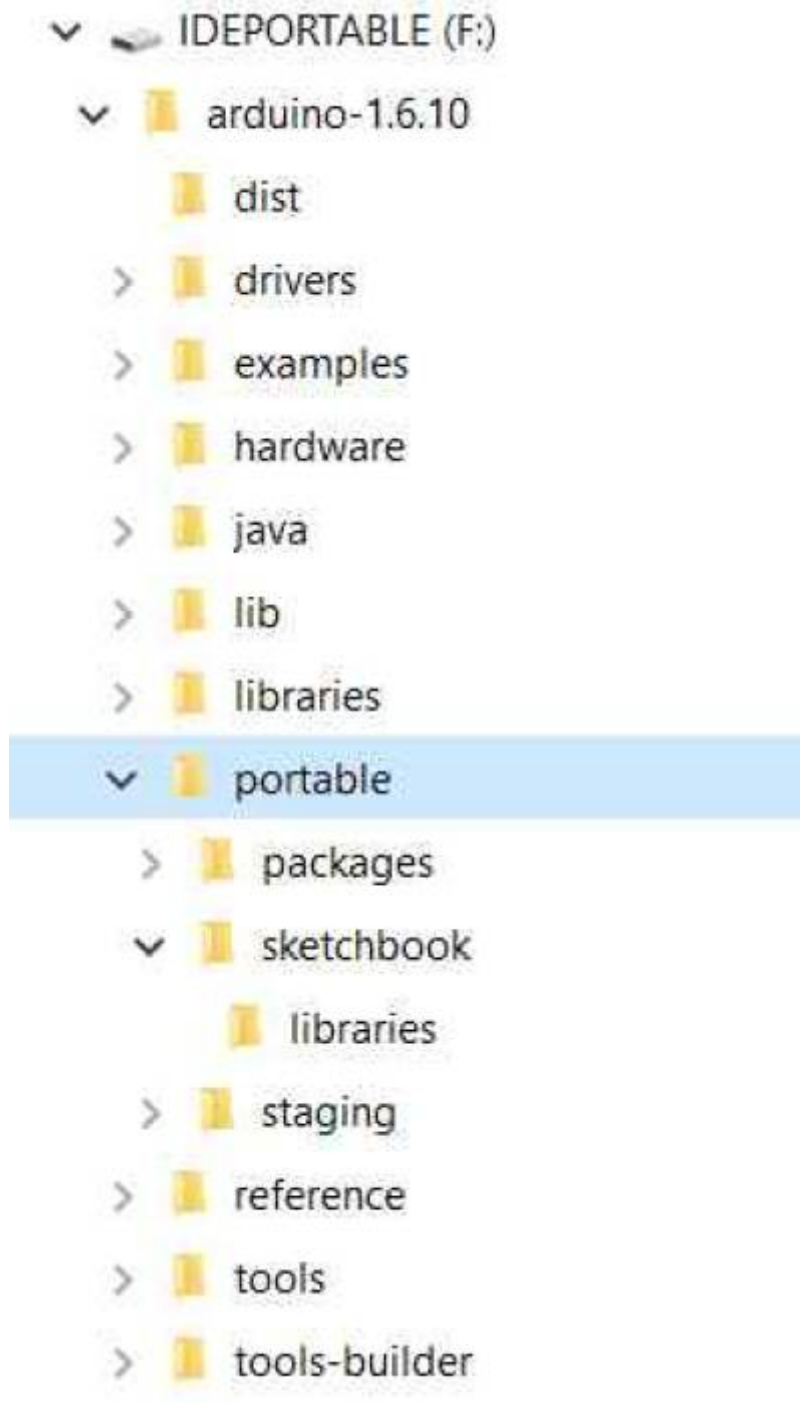 IDEPORTABLE (F:)
arduino-1.6.10
dist
drivers
examples
hardware
java
lib
libraries
portable
packages
sketchbook
libraries
staging
reference
tools
tools-builder